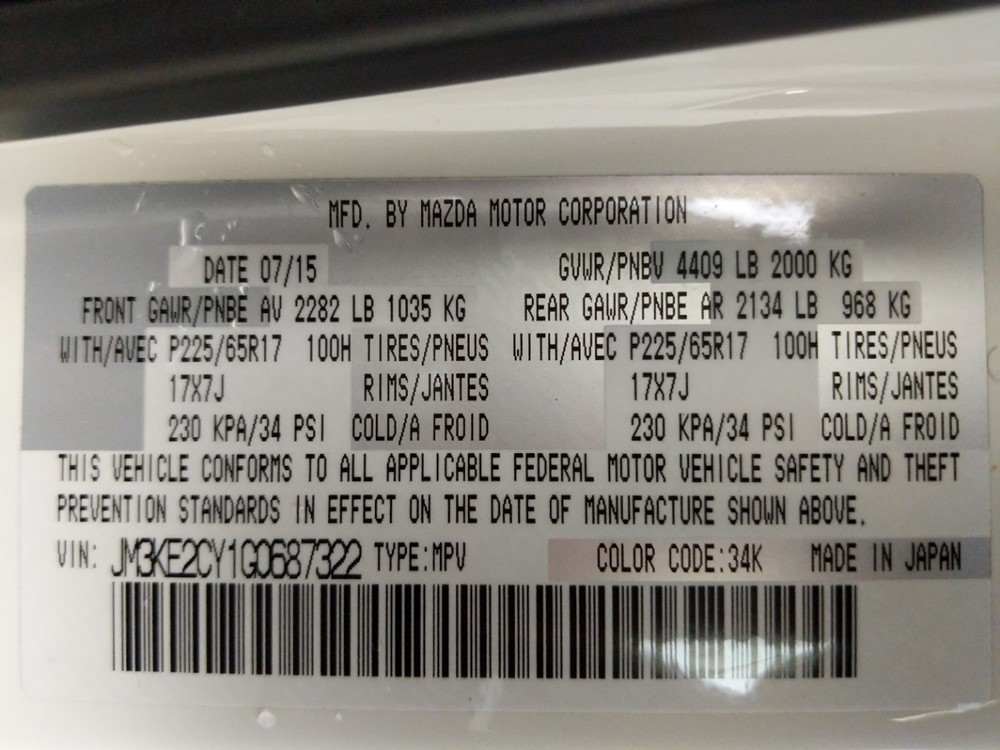 MFD. BY MAZDA MOTOR CORPORATION
DATE 07/15 GVWR/PNBV 4409 LB 2000 KG
FRONT GAWR/PNBE AV 2282 LB 1035 KG REAR GAWR/PNBE AR 2134 LB 968 KG
WITH/AVEC P225/65R17 100H TIRES/PNEUS WITH/AVEC P225/65R17 100H TIRES/PNEUS
17X7J RIMS/JANTES 17X7J RIMS/JANTES
230 KPA/34 PSI COLD/A FROID 230 KPA/34 PSI COLD/A FROID
THIS VEHICLE CONFORMS TO ALL APPLICABLE FEDERAL MOTOR VEHICLE SAFETY AND THEFT
PREVENTION STANDARDS IN EFFECT ON THE DATE OF MANUFACTURE SHOWN ABOVE.
VIN: JM3KE2CY1G0687322 TYPE:MPV COLOR CODE:34K MADE IN JAPAN